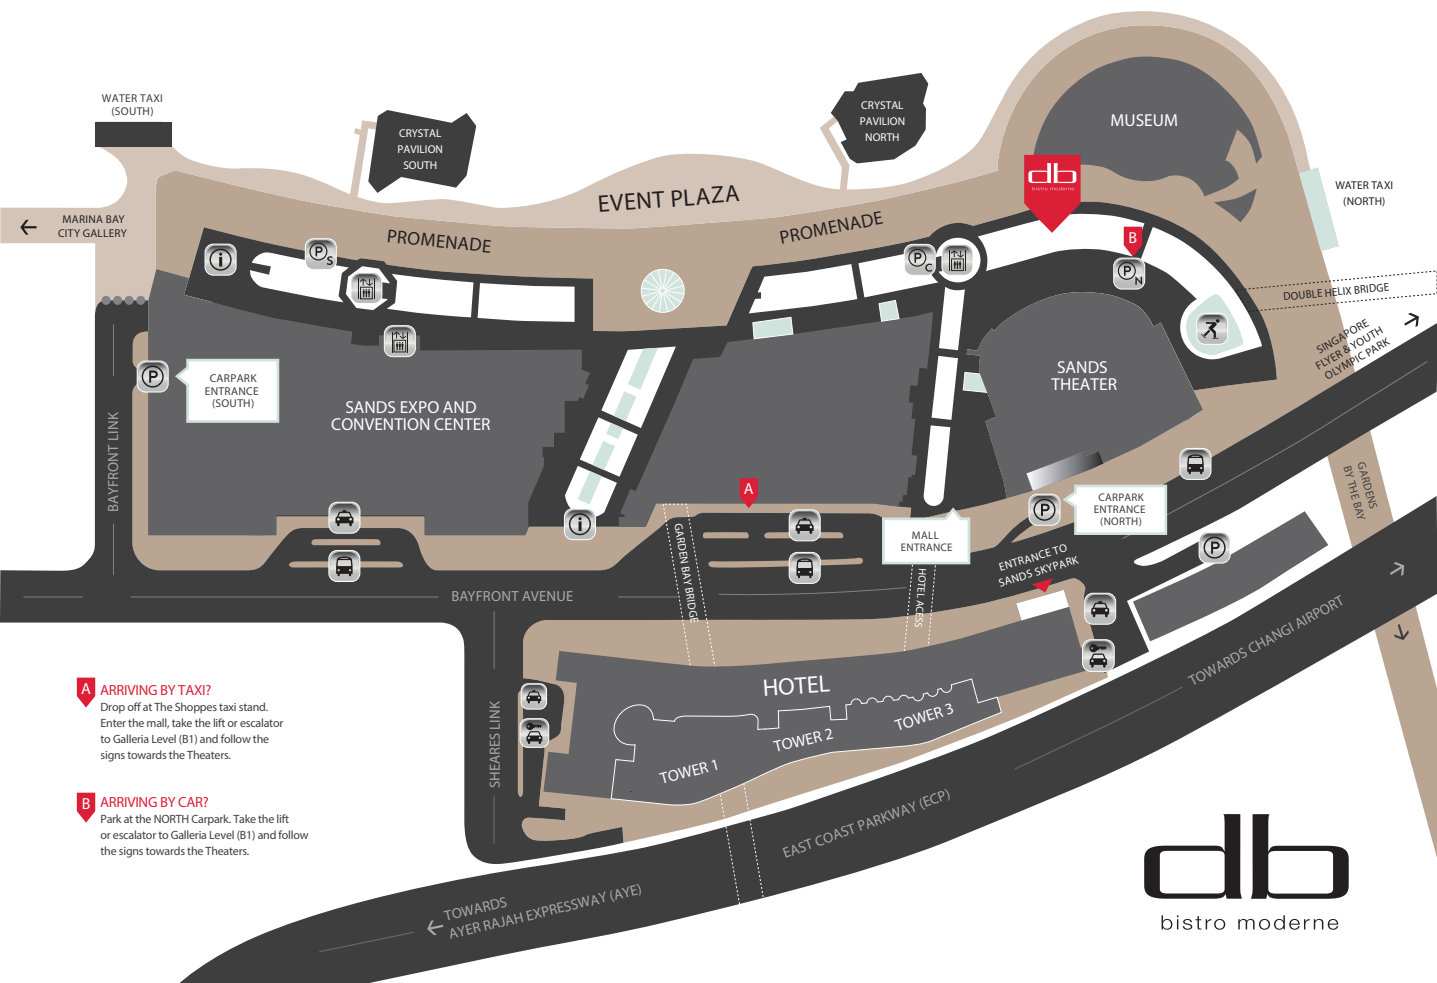 WATER TAXI
(SOUTH)
CRYSTAL
PAVILION
SOUTH
CRYSTAL
PAVILION
NORTH
MUSEUM
db
bistro moderne
WATER TAXI
(NORTH)
MARINA BAY
CITY GALLERY
EVENT PLAZA
PROMENADE
PROMENADE
i
P S
P C
B
P N
DOUBLE HELIX BRIDGE
SINGAPORE
FLYER & YOUTH
OLYMPIC PARK
P
CARPARK
ENTRANCE
(SOUTH)
SANDS EXPO AND
CONVENTION CENTER
SANDS
THEATER
BAYFRONT LINK
A
i
P
CARPARK
ENTRANCE
(NORTH)
GARDENS
BY THE BAY
MALL
ENTRANCE
GARDEN BAY BRIDGE
HOTEL ACESS
ENTRANCE TO
SANDS SKYPARK
P
BAYFRONT AVENUE
TOWARDS CHANGI AIRPORT
HOTEL
TOWER 1
TOWER 2
TOWER 3
SHEARES LINK
EAST COAST PARKWAY (ECP)
TOWARDS
AYER RAJAH EXPRESSWAY (AYE)
A
ARRIVING BY TAXI?
Drop off at The Shoppes taxi stand.
Enter the mall, take the lift or escalator
to Galleria Level (B1) and follow the
signs towards the Theaters.
B
ARRIVING BY CAR?
Park at the NORTH Carpark. Take the lift
or escalator to Galleria Level (B1) and follow
the signs towards the Theaters.
db
bistro moderne